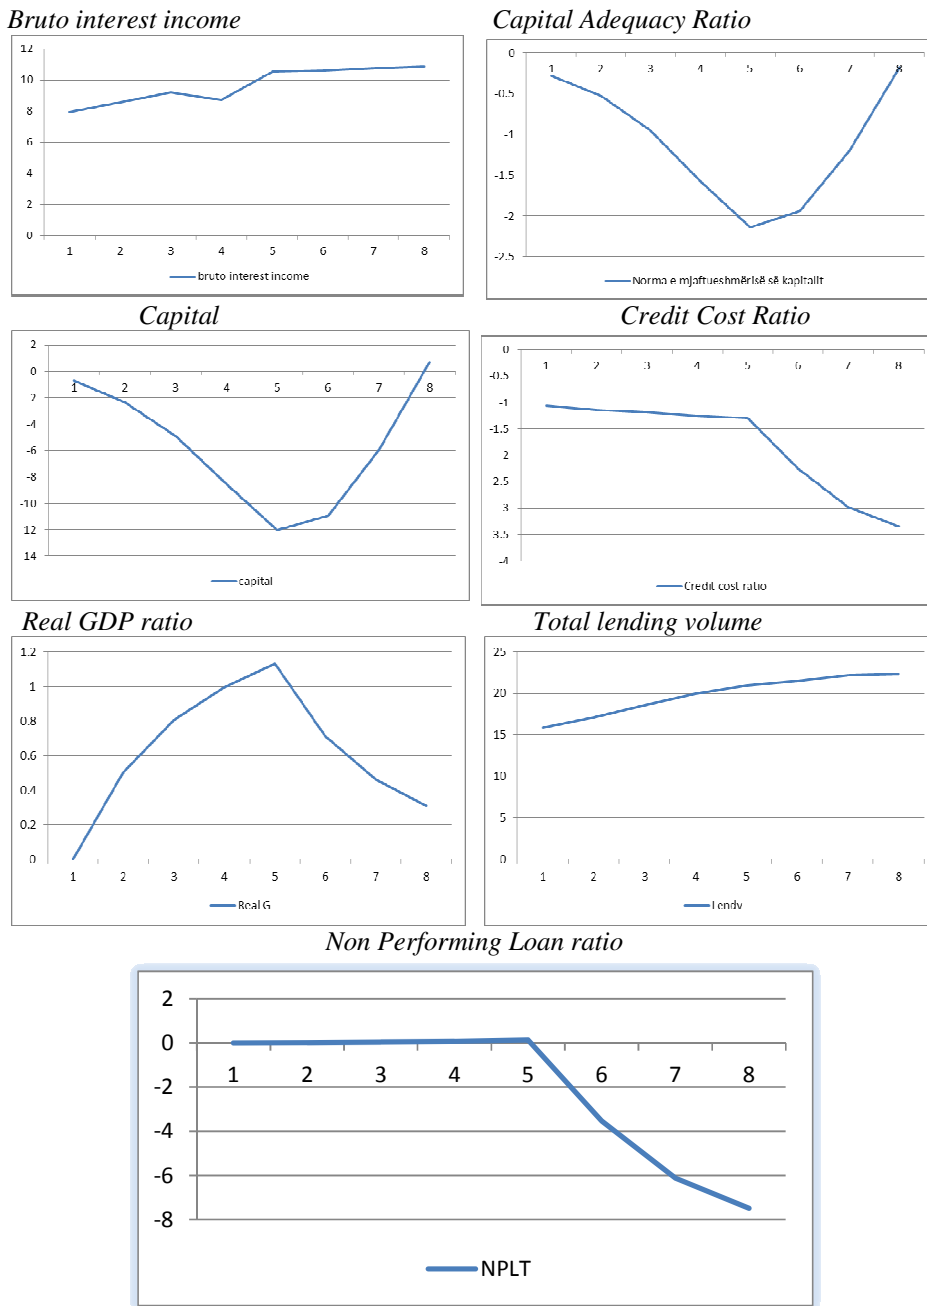 Bruto interest income
12
10
8
6
4
2
0
1 2 3 4 5 6 7 8
bruto interest income
Capital Adequacy Ratio
0
-0.5
-1
-1.5
-2
-2.5
1 2 3 4 5 6 7 8
Norma e mjaftueshmërisë së kapitalit
Capital
2
0
2
-4
-6
-8
-10
12
14
1 2 3 4 5 6 7 8
capital
Credit Cost Ratio
0
-0.5
-1
-1.5
2
2.5
3
3.5
-4
1 2 3 4 5 6 7 8
Credit cost ratio
Real GDP ratio
1.2
1
0.8
0.6
0.4
0.2
0
1 2 3 4 5 6 7 8
Real G
Total lending volume
25
20
15
10
5
0
1 2 3 4 5 6 7 8
Lendv
Non Performing Loan ratio
2
0
-2
-4
-6
-8
1 2 3 4 5 6 7 8
NPLT